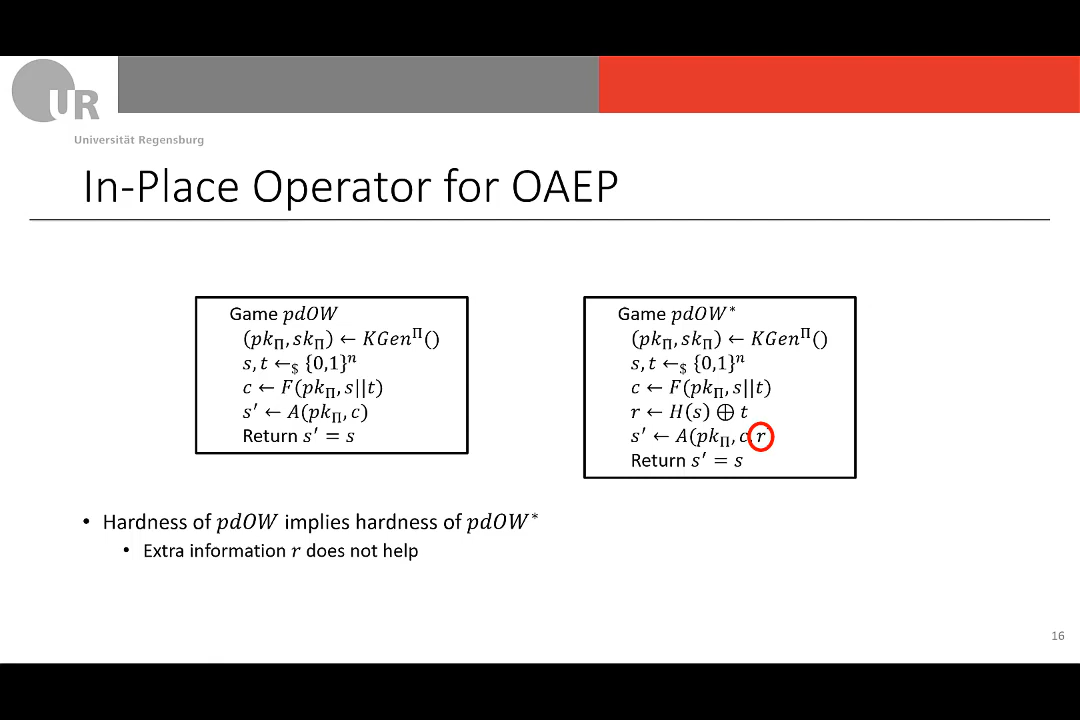 UR
Universität Regensburg
In-Place Operator for OAEP
Game pdOW
(pk_Π, sk_Π) ← KGen^Π()
s, t ←_$ {0,1}^n
c ← F(pk_Π, s||t)
s′ ← A(pk_Π, c)
Return s′ = s
Game pdOW*
(pk_Π, sk_Π) ← KGen^Π()
s, t ←_$ {0,1}^n
c ← F(pk_Π, s||t)
r ← H(s) ⊕ t
s′ ← A(pk_Π, c, r
Return s′ = s
• Hardness of pdOW implies hardness of pdOW*
• Extra information r does not help
16